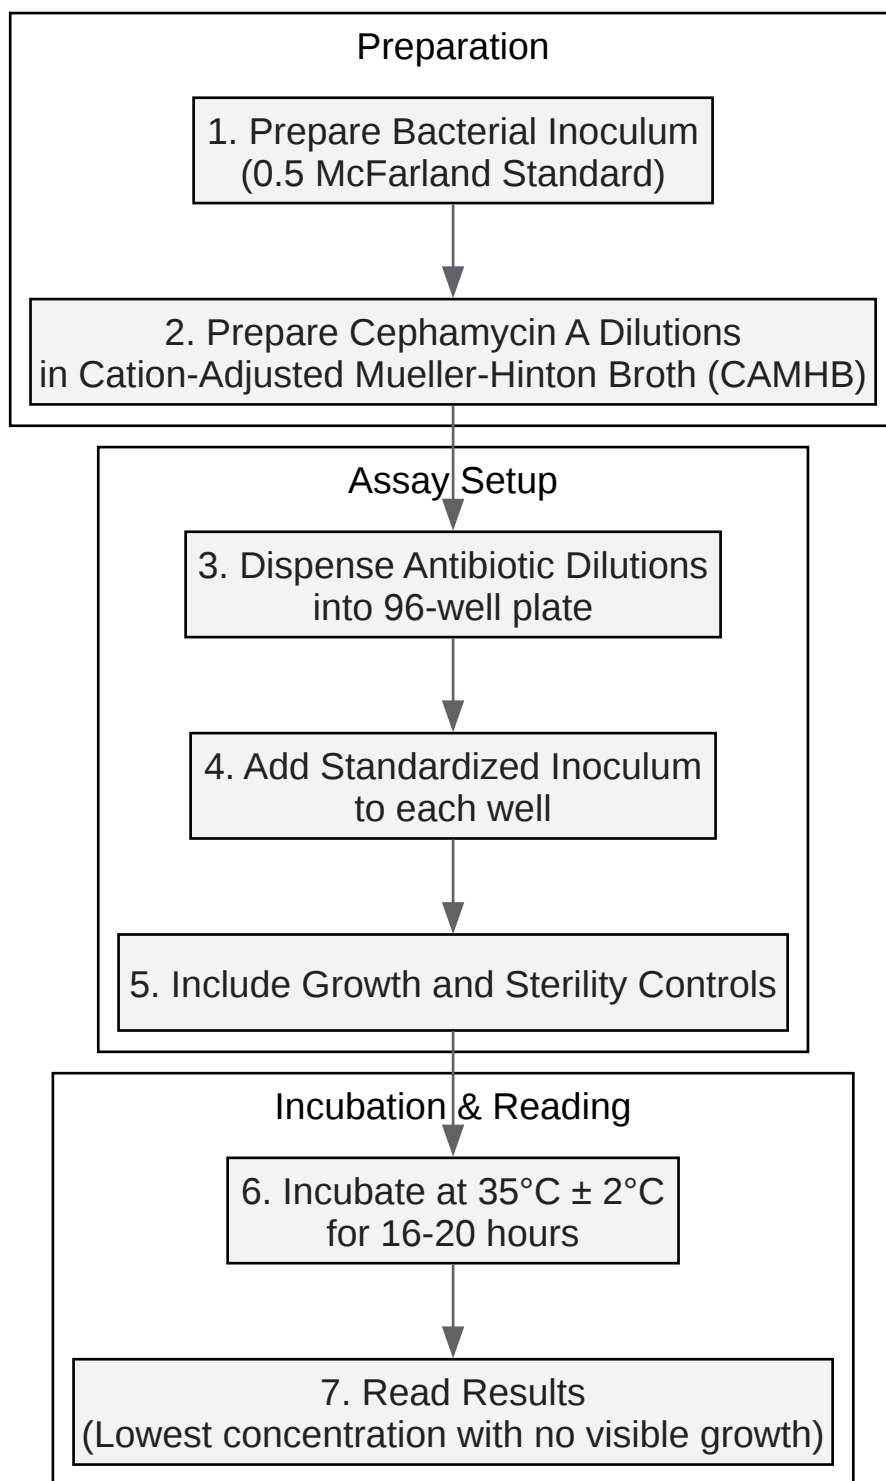 Preparation
1. Prepare Bacterial Inoculum
(0.5 McFarland Standard)
2. Prepare Cephamycin A Dilutions
in Cation-Adjusted Mueller-Hinton Broth (CAMHB)
Assay Setup
3. Dispense Antibiotic Dilutions
into 96-well plate
4. Add Standardized Inoculum
to each well
5. Include Growth and Sterility Controls
Incubation & Reading
6. Incubate at 35°C ± 2°C
for 16-20 hours
7. Read Results
(Lowest concentration with no visible growth)